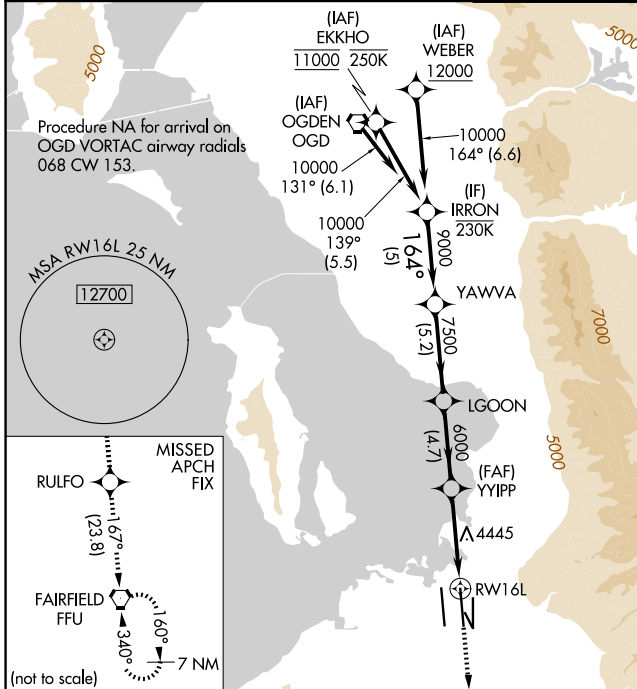 5000
5000
(IAF)
EKKHO
11000 250K
(IAF)
WEBER
12000
Procedure NA for arrival on
OGD VORTAC airway radials
068 CW 153.
(IAF)
OGDEN
OGD
10000
131° (6.1)
10000
164° (6.6)
10000
139°
(5.5)
(IF)
IRRON
230K
9000
164°
(5)
MSA RW16L 25 NM
12700
YAWVA
7500
(5.2)
7000
LGOON
6000
(4.7)
5000
(FAF)
YYIPP
4445
RW16L
MISSED
APCH
FIX
RULFO
167°
(23.8)
FAIRFIELD
FFU
160°
340°
7 NM
(not to scale)